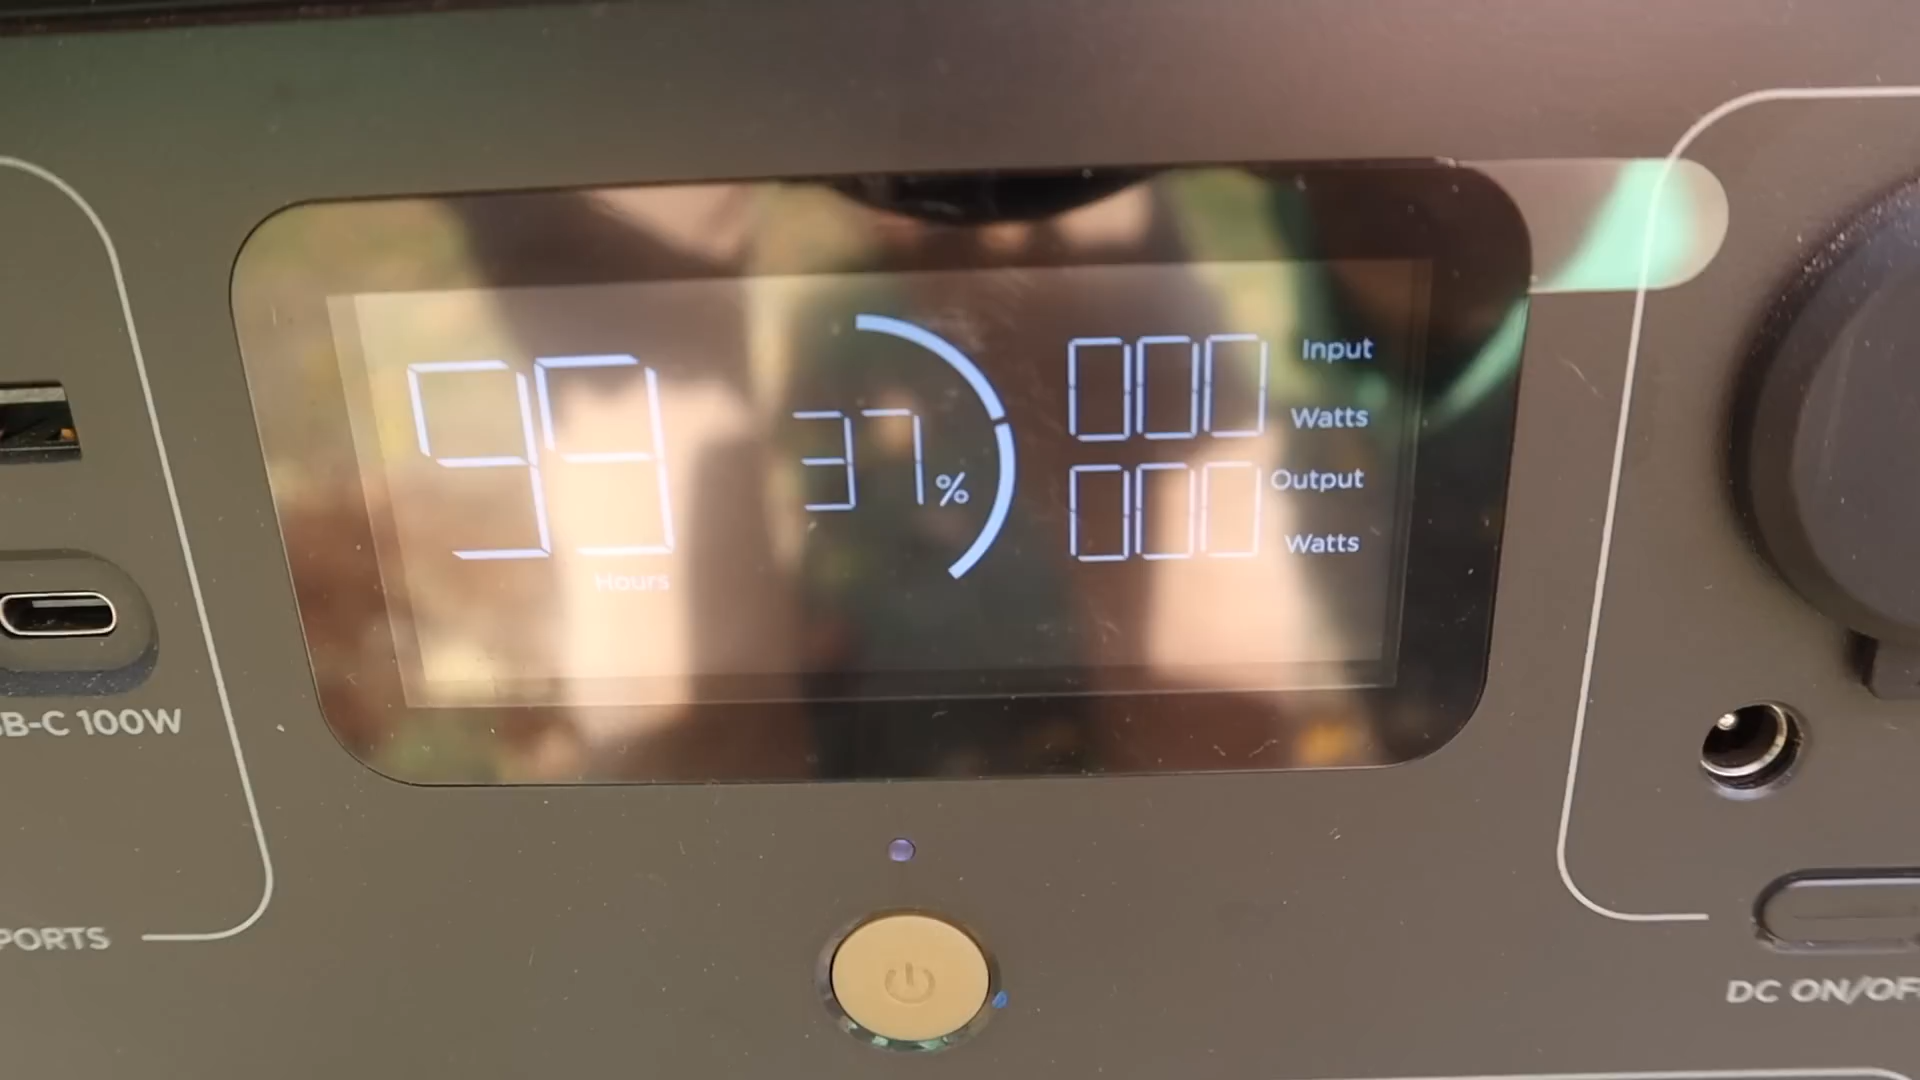 99
Hours
37%
000 Input
Watts
000 Output
Watts
B-C 100W
PORTS
DC ON/OF